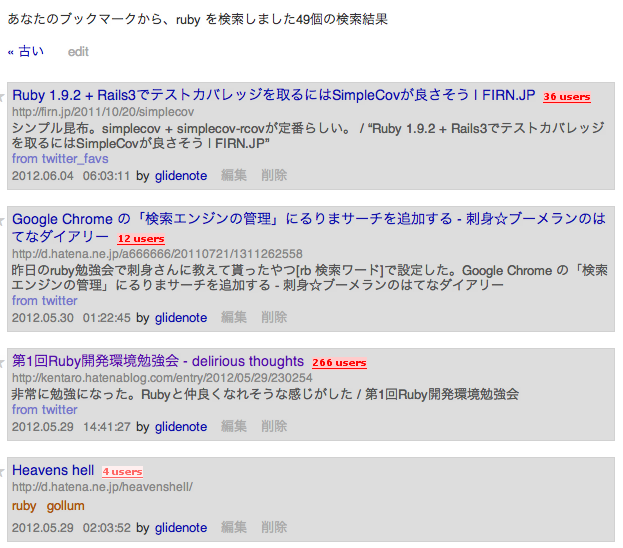 あなたのブックマークから、ruby を検索しました49個の検索結果
« 古い edit
Ruby 1.9.2 + Rails3でテストカバレッジを取るにはSimpleCovが良さそう | FIRN.JP 36 users
http://firn.jp/2011/10/20/simplecov
シンプル昆布。simplecov + simplecov-rcovが定番らしい。 / “Ruby 1.9.2 + Rails3でテストカバレッジ
を取るにはSimpleCovが良さそう | FIRN.JP”
from twitter_favs
2012.06.04 06:03:11 by glidenote 編集 削除
Google Chrome の「検索エンジンの管理」にるりまサーチを追加する - 刺身☆ブーメランのは
てなダイアリー 12 users
http://d.hatena.ne.jp/a666666/20110721/1311262558
昨日のruby勉強会で刺身さんに教えて貰ったやつ[rb 検索ワード]で設定した。Google Chrome の「検索
エンジンの管理」にるりまサーチを追加する - 刺身☆ブーメランのはてなダイアリー
from twitter
2012.05.30 01:22:45 by glidenote 編集 削除
第1回Ruby開発環境勉強会 - delirious thoughts 266 users
http://kentaro.hatenablog.com/entry/2012/05/29/230254
非常に勉強になった。Rubyと仲良くなれそうな感じがした / 第1回Ruby開発環境勉強会
from twitter
2012.05.29 14:41:27 by glidenote 編集 削除
Heavens hell 4 users
http://d.hatena.ne.jp/heavenshell/
ruby gollum
2012.05.29 02:03:52 by glidenote 編集 削除